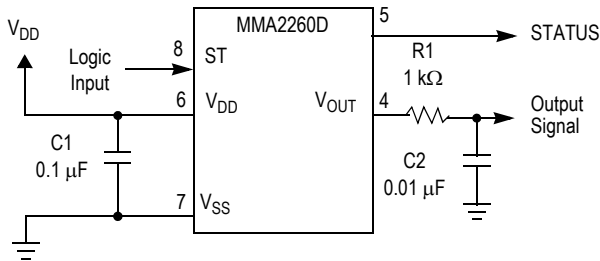 MMA2260D
5
STATUS
V_DD
Logic
Input
8
ST
R1
1 kΩ
6
V_DD
V_OUT
4
Output
Signal
C1
0.1 μF
C2
0.01 μF
7
V_SS